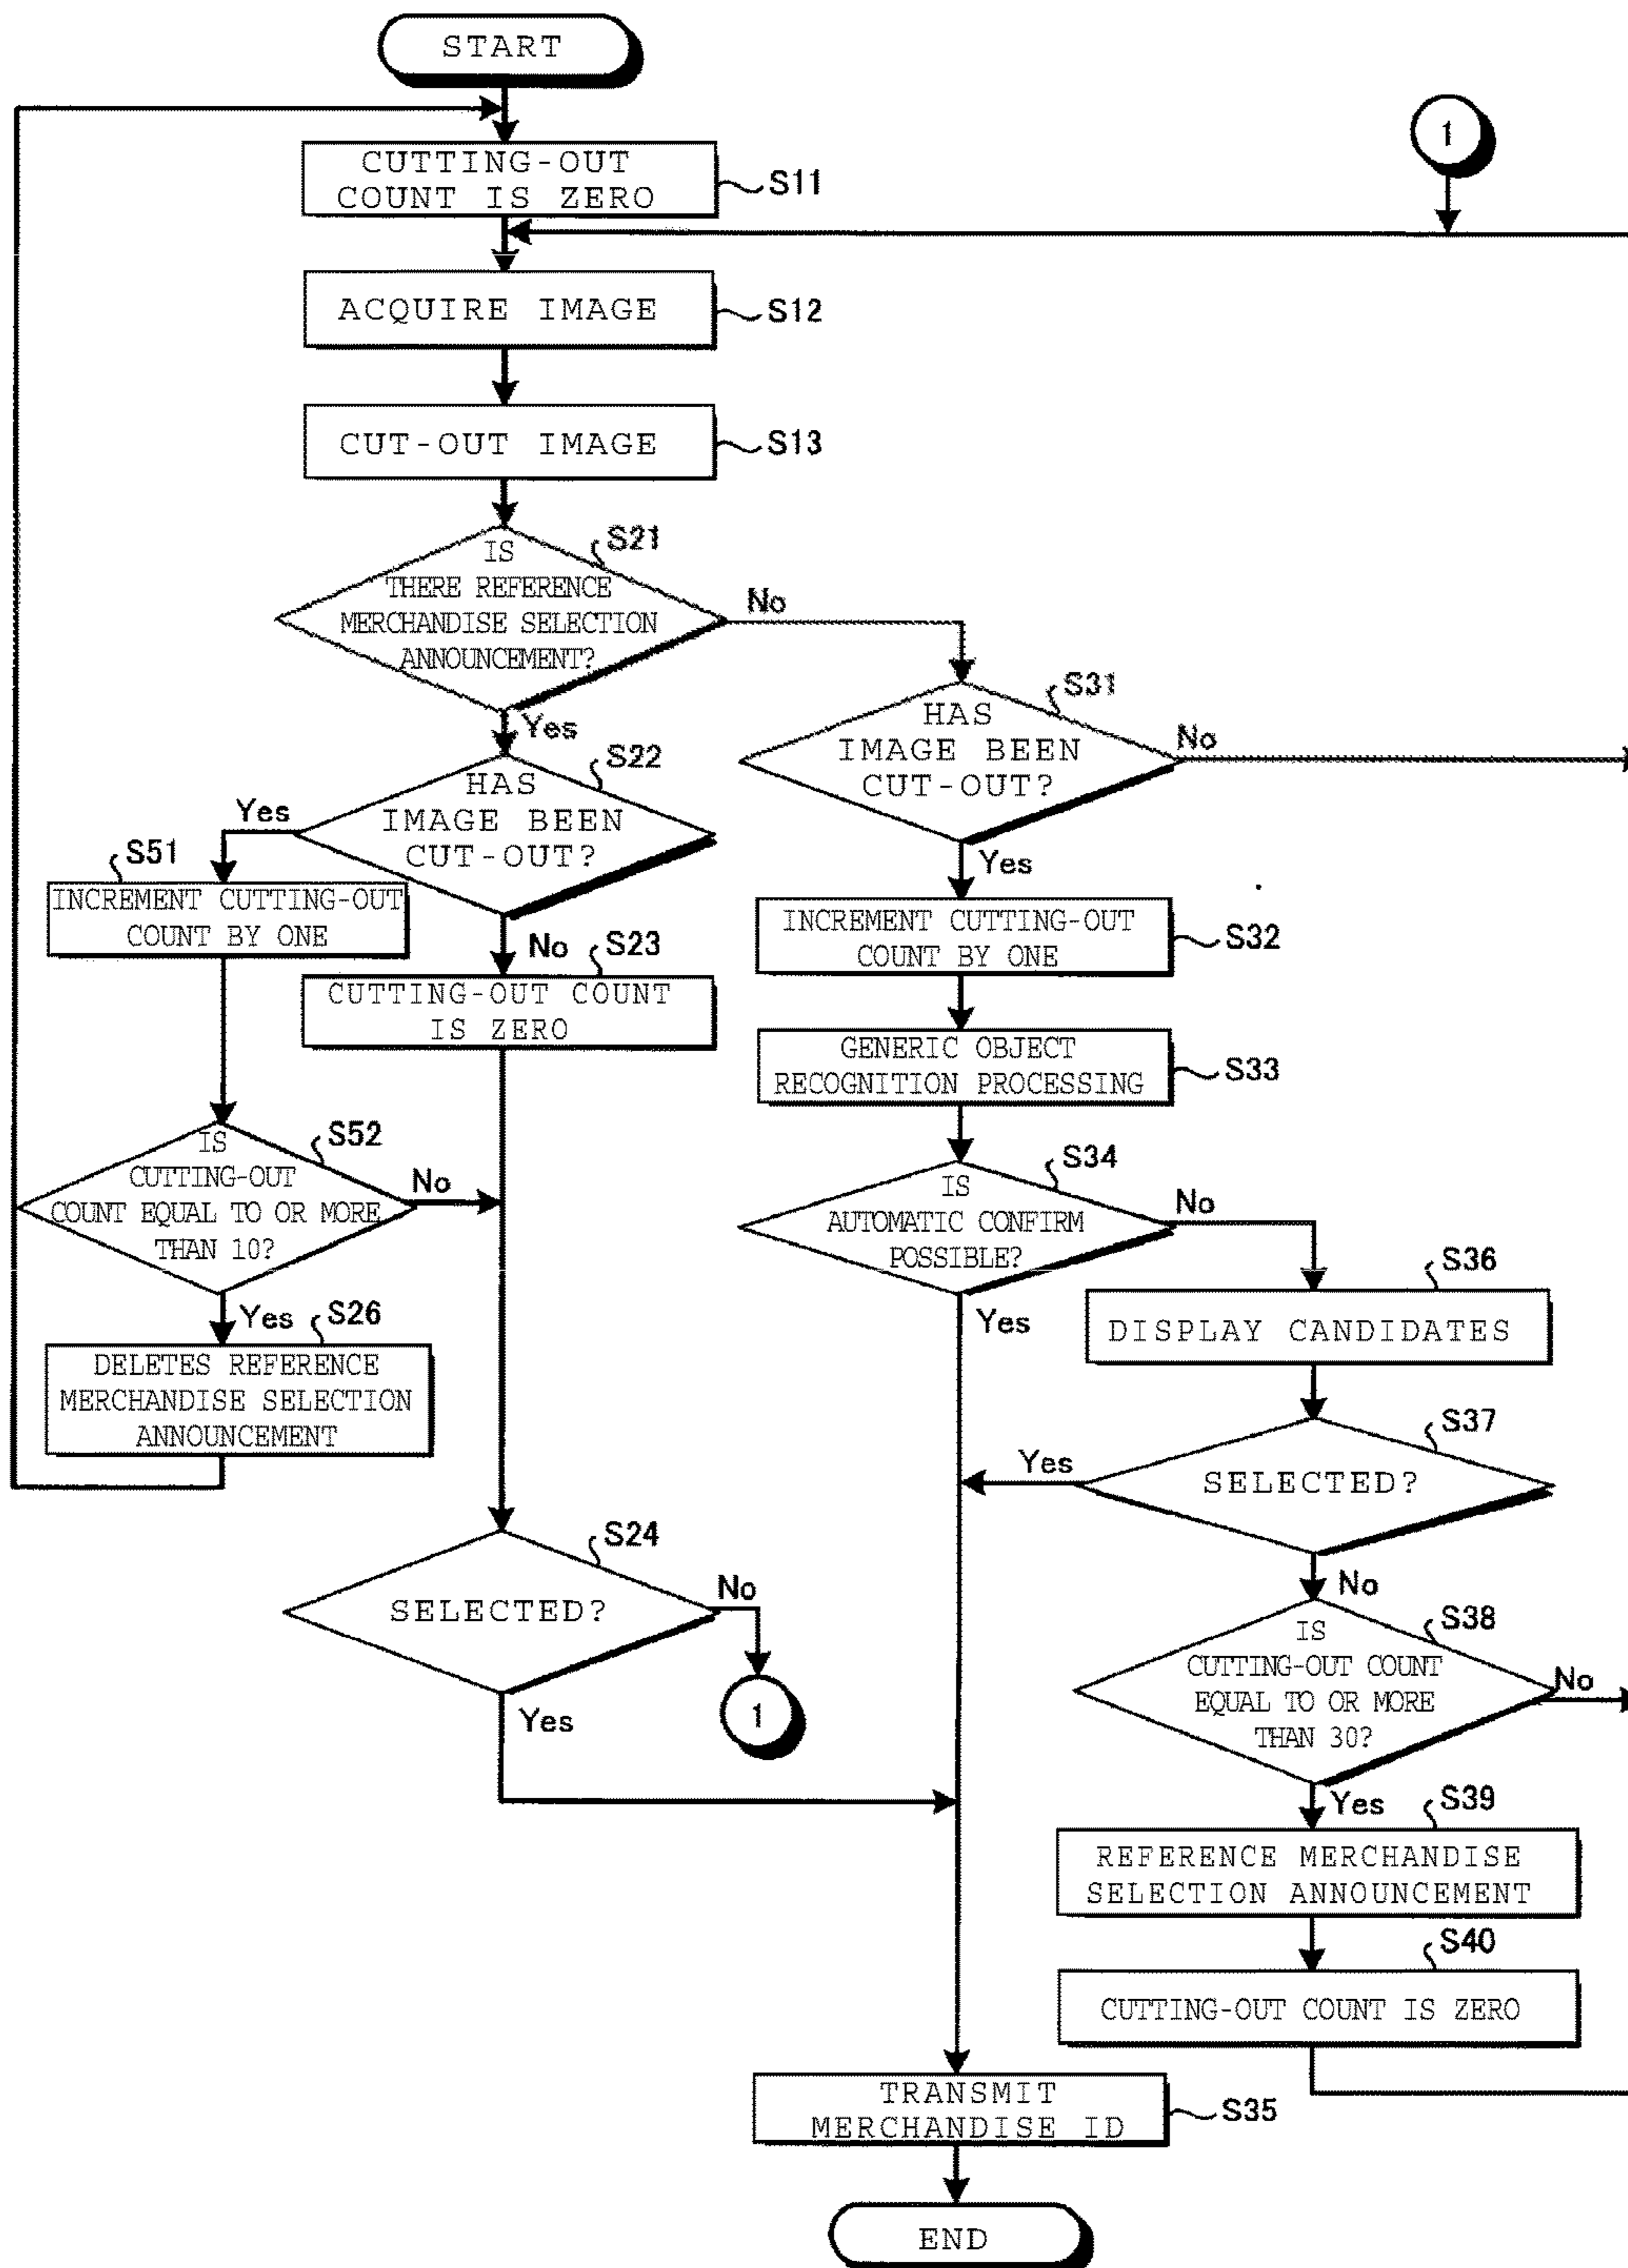 START
1
CUTTING-OUT
COUNT IS ZERO
S11
ACQUIRE IMAGE
S12
CUT-OUT IMAGE
S13
S21
IS
THERE REFERENCE
MERCHANDISE SELECTION
ANNOUNCEMENT?
No
Yes
S22
HAS
IMAGE BEEN
CUT-OUT?
Yes
No
S31
HAS
IMAGE BEEN
CUT-OUT?
No
Yes
S51
INCREMENT CUTTING-OUT
COUNT BY ONE
S23
CUTTING-OUT COUNT
IS ZERO
INCREMENT CUTTING-OUT
COUNT BY ONE
S32
GENERIC OBJECT
RECOGNITION PROCESSING
S33
S52
IS
CUTTING-OUT
COUNT EQUAL TO OR MORE
THAN 10?
No
Yes
S34
IS
AUTOMATIC CONFIRM
POSSIBLE?
No
Yes
S26
DELETES REFERENCE
MERCHANDISE SELECTION
ANNOUNCEMENT
S36
DISPLAY CANDIDATES
S37
SELECTED?
Yes
No
S24
SELECTED?
No
Yes
1
S38
IS
CUTTING-OUT COUNT
EQUAL TO OR MORE
THAN 30?
No
Yes
S39
REFERENCE MERCHANDISE
SELECTION ANNOUNCEMENT
S40
CUTTING-OUT COUNT IS ZERO
TRANSMIT
MERCHANDISE ID
S35
END